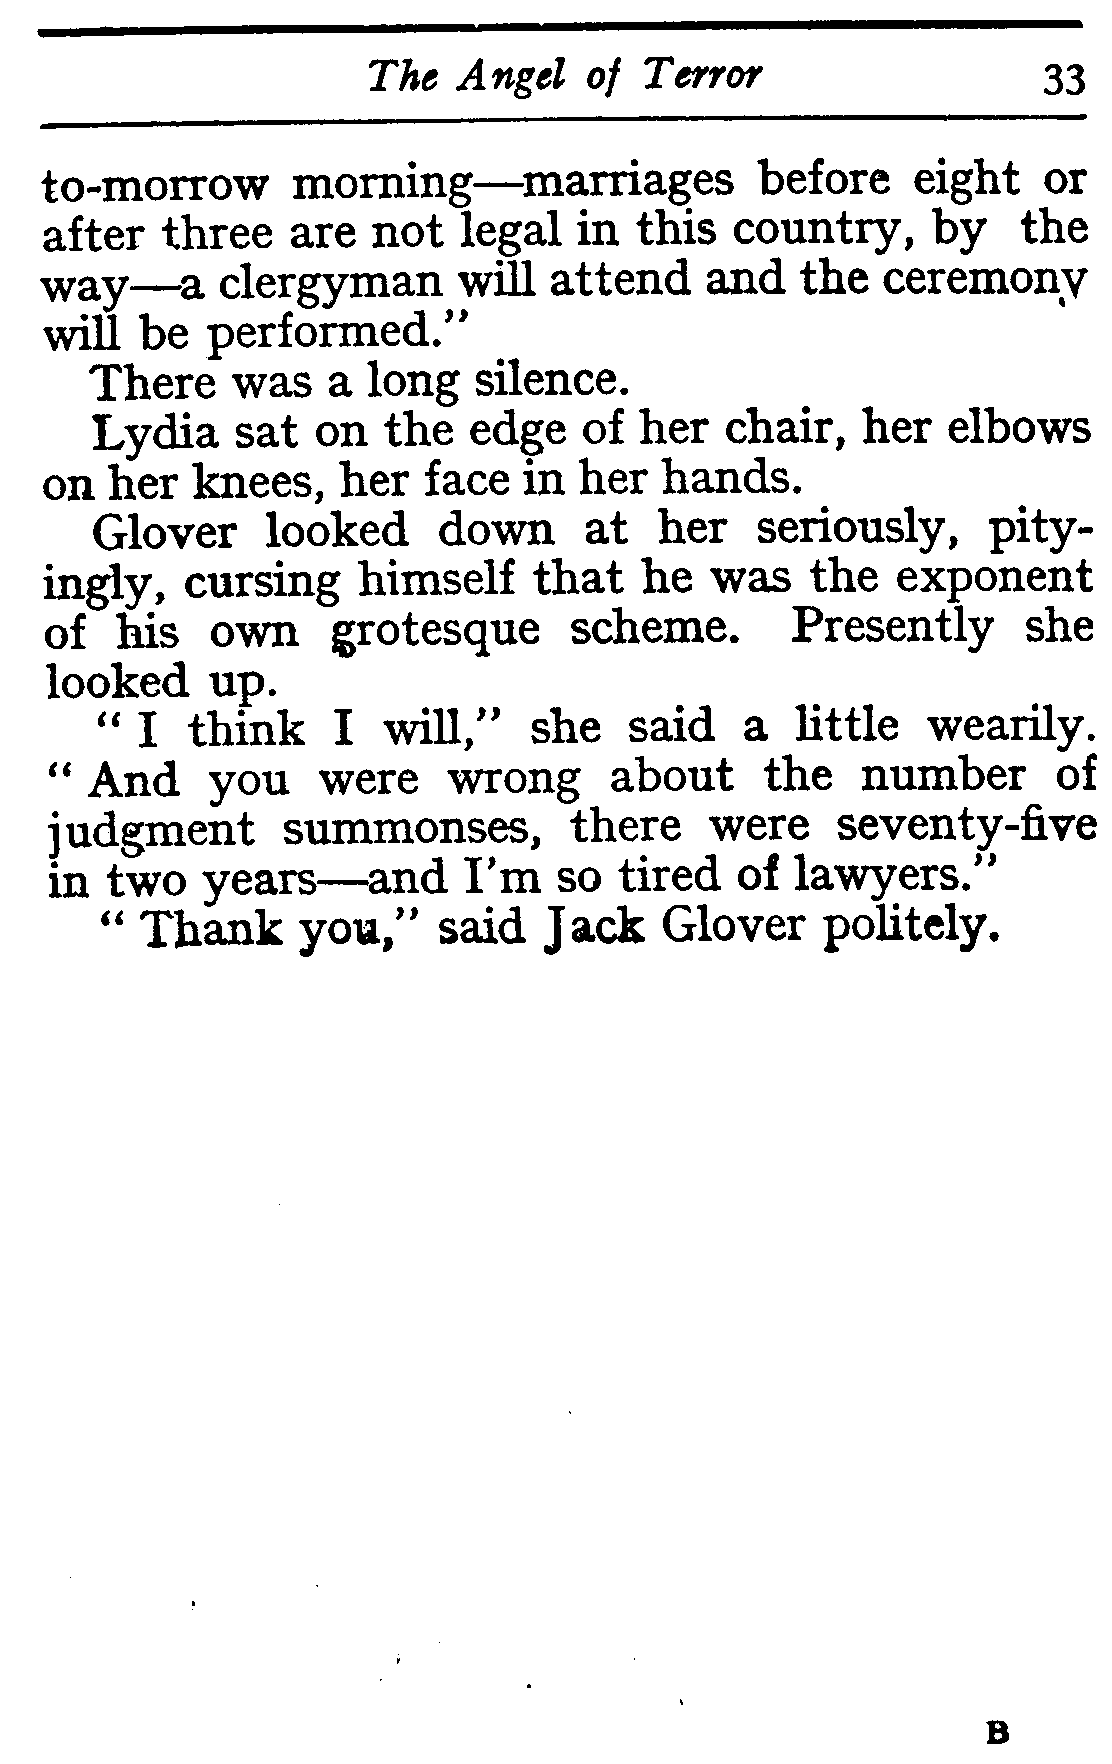 The Angel of Terror 33
to-morrow morning—marriages before eight or
after three are not legal in this country, by the
way—a clergyman will attend and the ceremony
will be performed.”
There was a long silence.
Lydia sat on the edge of her chair, her elbows
on her knees, her face in her hands.
Glover looked down at her seriously, pity-
ingly, cursing himself that he was the exponent
of his own grotesque scheme. Presently she
looked up.
“ I think I will,” she said a little wearily.
“ And you were wrong about the number of
judgment summonses, there were seventy-five
in two years—and I’m so tired of lawyers.”
“ Thank you,” said Jack Glover politely.
B